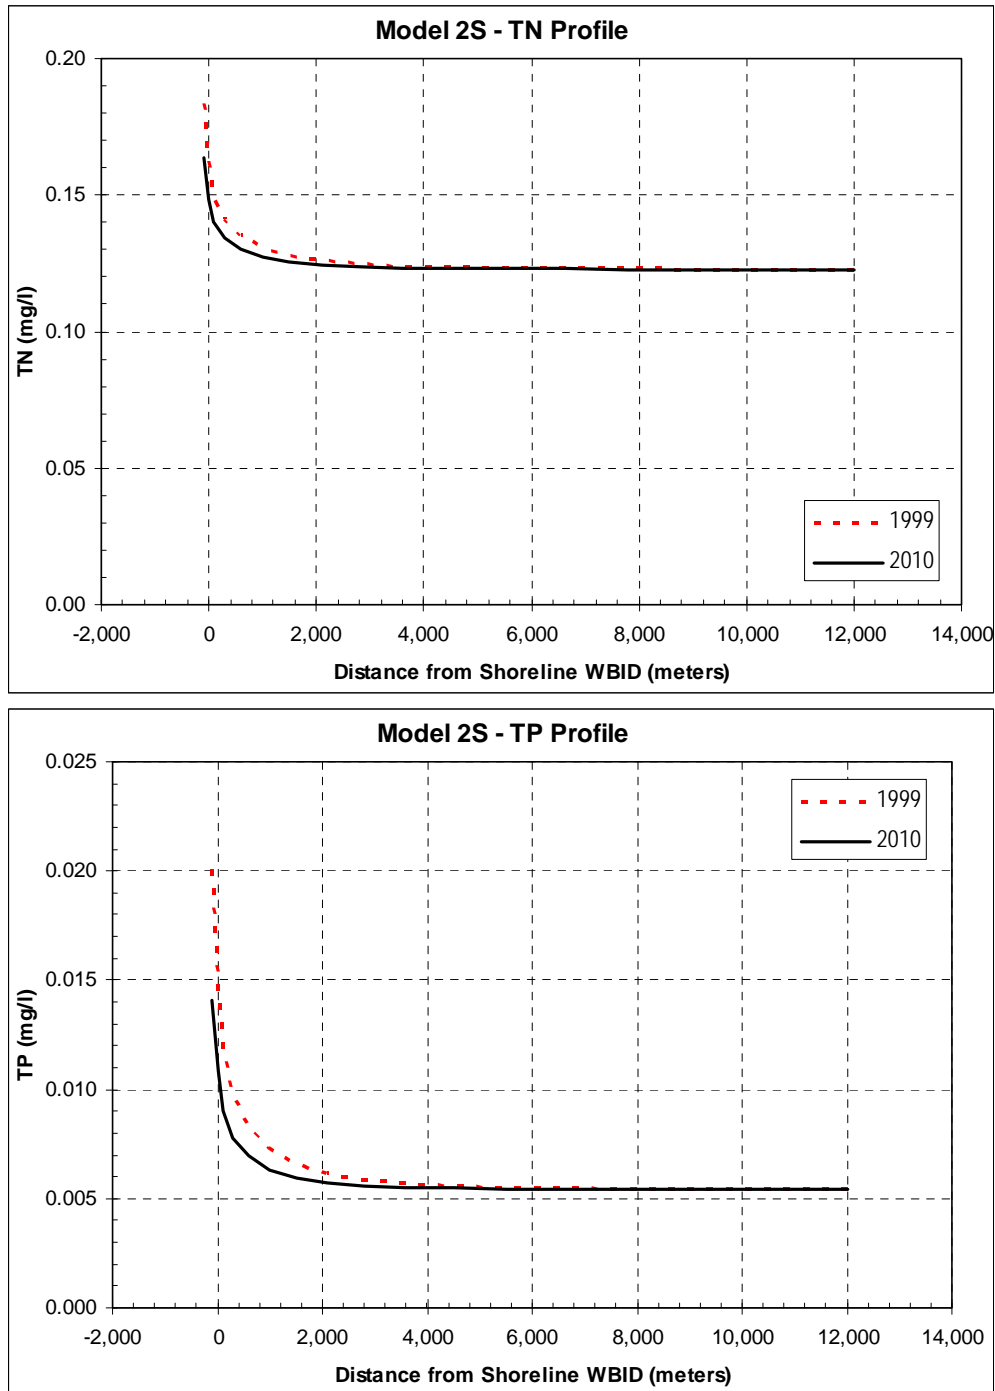 Model 2S - TN Profile
0.20
0.15
0.10
0.05
0.00
TN (mg/l)
1999
2010
-2,000 0 2,000 4,000 6,000 8,000 10,000 12,000 14,000
Distance from Shoreline WBID (meters)
Model 2S - TP Profile
0.025
0.020
0.015
0.010
0.005
0.000
TP (mg/l)
1999
2010
-2,000 0 2,000 4,000 6,000 8,000 10,000 12,000 14,000
Distance from Shoreline WBID (meters)